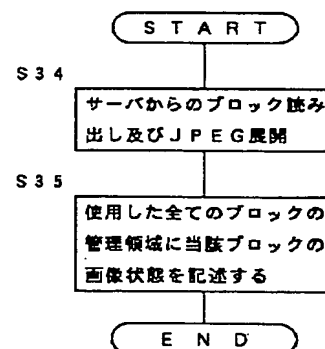 START
S34
サーバからのブロック読み
出し及びJPEG展開
S35
使用した全てのブロックの
管理領域に当該ブロックの
画像状態を記述する
END